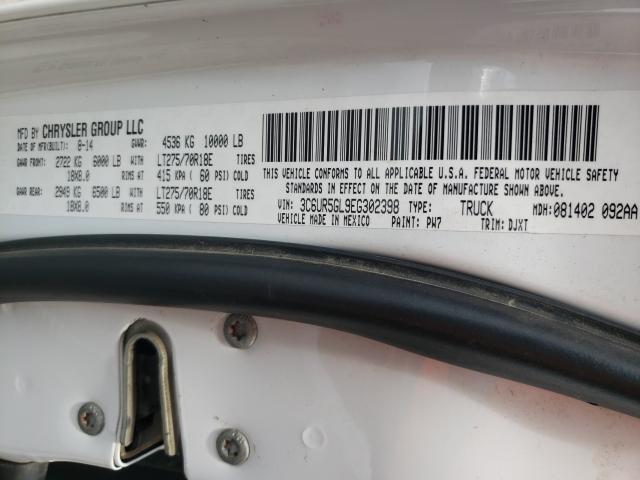 MFD BY CHRYSLER GROUP LLC
DATE OF MFR(BUILT): 8-14 GVWR: 4536 KG 10000 LB
GAWR FRONT: 2722 KG 6000 LB WITH LT275/70R18E TIRES
18X8.0 RIMS AT 415 KPA ( 60 PSI) COLD
GAWR REAR: 2948 KG 6500 LB WITH LT275/70R18E TIRES
18X8.0 RIMS AT 550 KPA ( 80 PSI) COLD
THIS VEHICLE CONFORMS TO ALL APPLICABLE U.S.A. FEDERAL MOTOR VEHICLE SAFETY
STANDARDS IN EFFECT ON THE DATE OF MANUFACTURE SHOWN ABOVE.
VIN: 3C6UR5GL9EG302398 TYPE: TRUCK MDH: 081402 092AA
VEHICLE MADE IN MEXICO PAINT: PW7 TRIM: DJXT